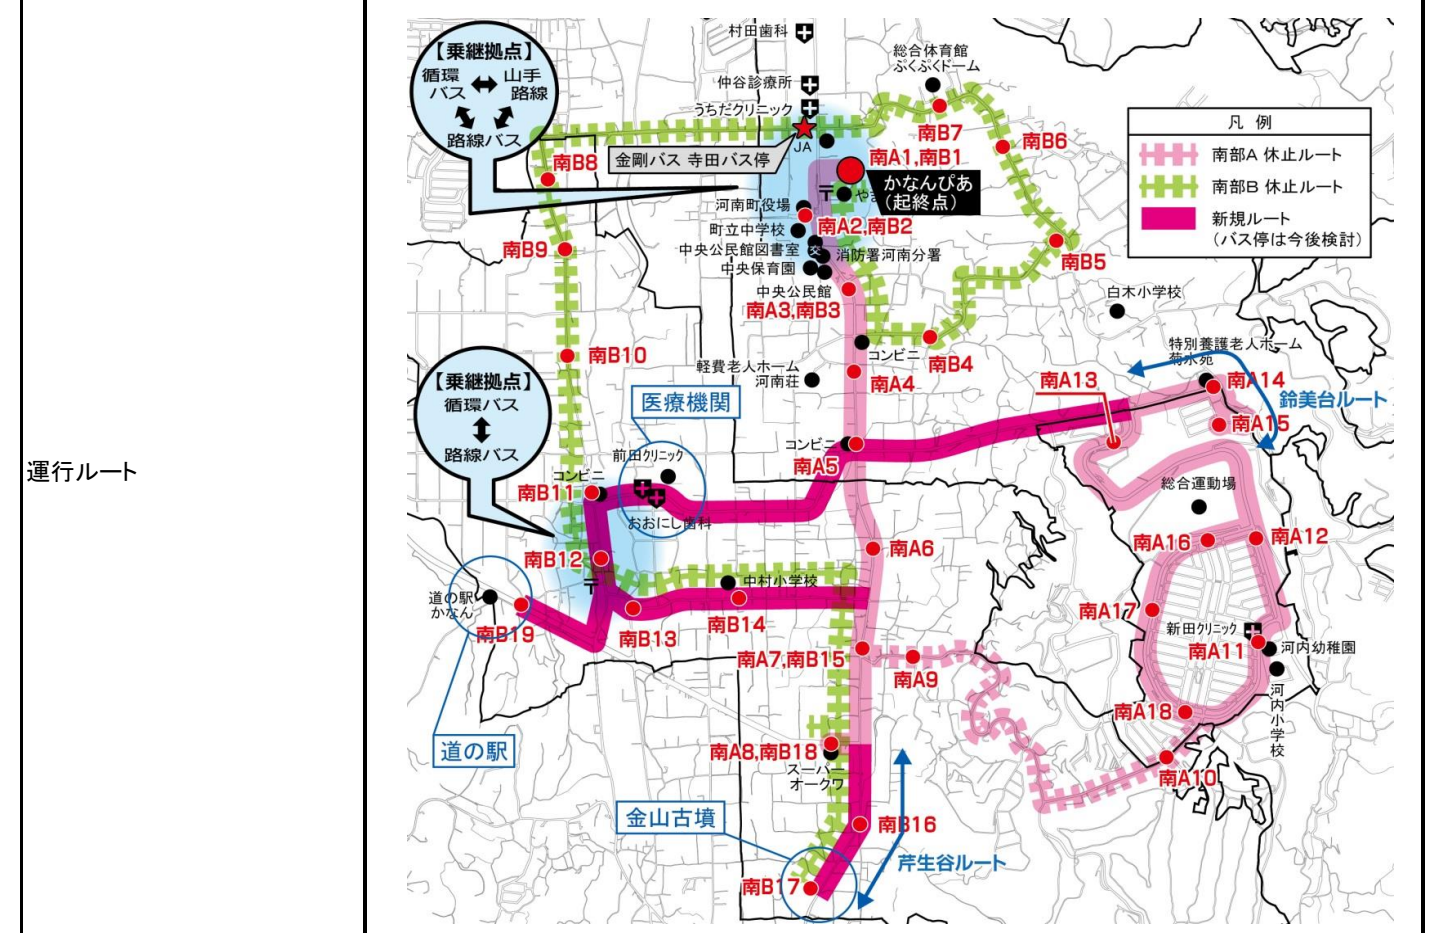 運行ルート
【乗継拠点】
循環
バス
山手
路線
路線バス
村田歯科
仲谷診療所
うちだクリニック
総合体育館
ぷくぷくドーム
凡 例
南部A 休止ルート
南部B 休止ルート
新規ルート
(バス停は今後検討)
南B7
南B6
JA
金剛バス 寺田バス停
南A1,南B1
かなんぴあ
(起終点)
南B8
〒
や
河南町役場
南A2,南B2
町立中学校
中央公民館図書室
交
消防署河南分署
中央保育園
南B9
南B5
中央公民館
南A3,南B3
白木小学校
コンビニ
南B4
特別養護老人ホーム
菊水苑
南B10
軽費老人ホーム
河南荘
南A4
南A13
南A14
鈴美台ルート
南A15
【乗継拠点】
循環バス
路線バス
医療機関
コンビニ
南A5
前田クリニック
コンビニ
南B11
おおにし歯科
総合運動場
南A6
南A16
南A12
南B12
〒
中村小学校
道の駅
かなん
南B19
南B13
南B14
南A17
新田クリニック
南A11
河内幼稚園
南A7,南B15
南A9
河内小学校
南A18
道の駅
南A8,南B18
スーパー
オークワ
南A10
金山古墳
南B16
芹生谷ルート
南B17